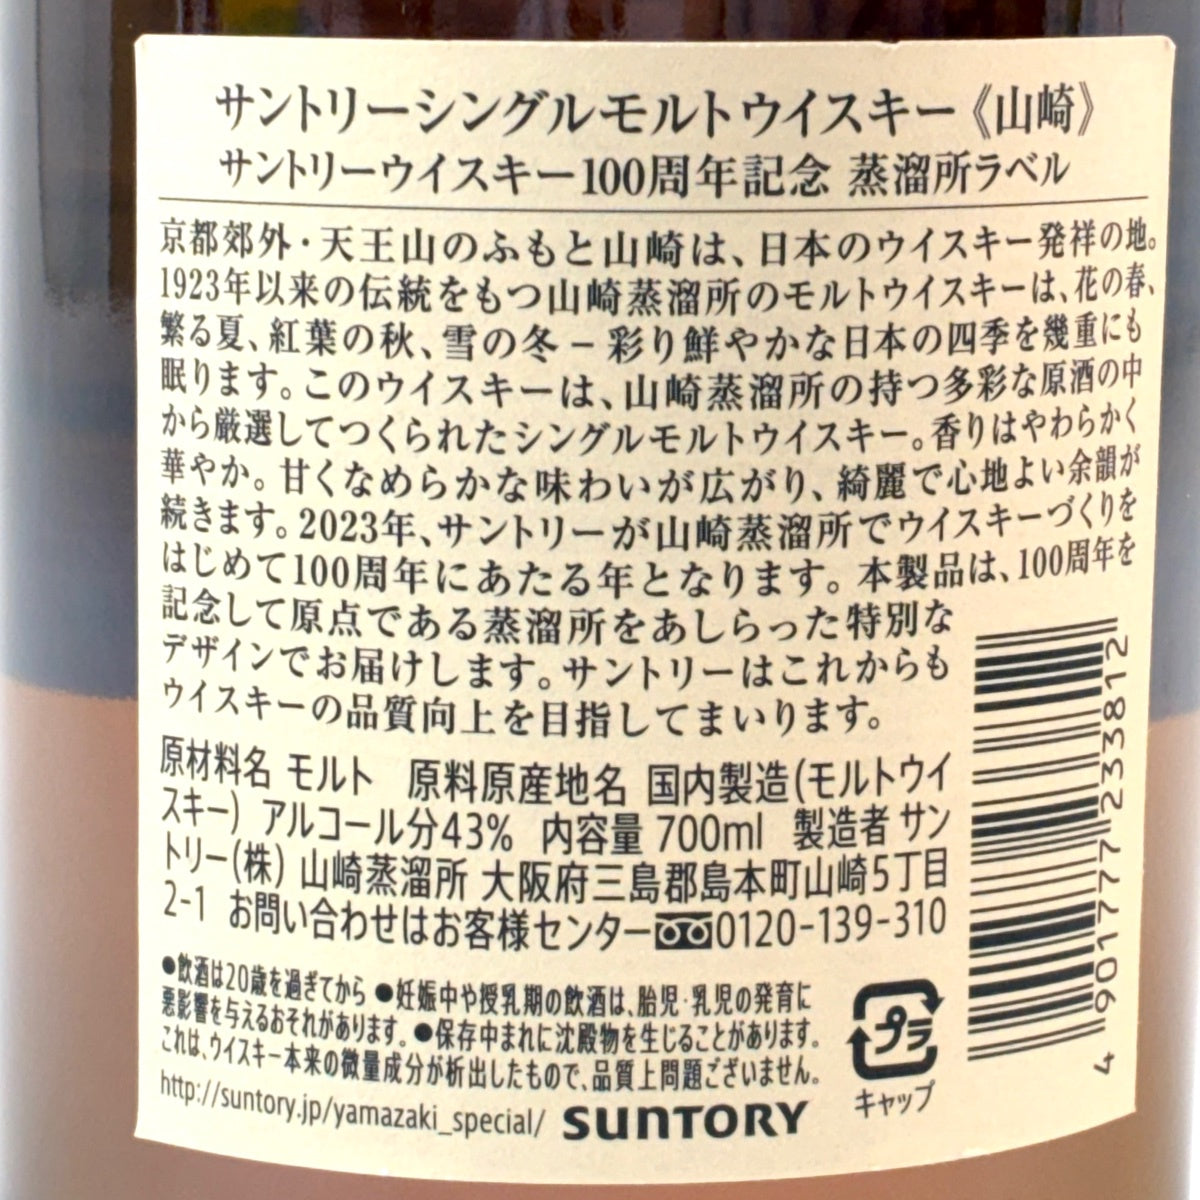 サントリーシングルモルトウイスキー《山崎》
サントリーウイスキー100周年記念 蒸溜所ラベル
京都郊外・天王山のふもと山崎は、日本のウイスキー発祥の地。
1923年以来の伝統をもつ山崎蒸溜所のモルトウイスキーは、花の春、
繁る夏、紅葉の秋、雪の冬－彩り鮮やかな日本の四季を幾重にも
眠ります。このウイスキーは、山崎蒸溜所の持つ多彩な原酒の中
から厳選してつくられたシングルモルトウイスキー。香りはやわらかく
華やか。甘くなめらかな味わいが広がり、綺麗で心地よい余韻が
続きます。2023年、サントリーが山崎蒸溜所でウイスキーづくりを
はじめて100周年にあたる年となります。本製品は、100周年を
記念して原点である蒸溜所をあしらった特別な
デザインでお届けします。サントリーはこれからも
ウイスキーの品質向上を目指してまいります。
原材料名 モルト 原料原産地名 国内製造(モルトウイ
スキー) アルコール分43% 内容量 700ml 製造者 サン
トリー(株) 山崎蒸溜所 大阪府三島郡島本町山崎5丁目
2-1 お問い合わせはお客様センター0120-139-310
●飲酒は20歳を過ぎてから ●妊娠中や授乳期の飲酒は、胎児・乳児の発育に
悪影響を与えるおそれがあります。●保存中まれに沈殿物を生じることがあります。
これは、ウイスキー本来の微量成分が析出したもので、品質上問題ございません。
http://suntory.jp/yamazaki_special/ SUNTORY
プラ
キャップ
4 901777 233812